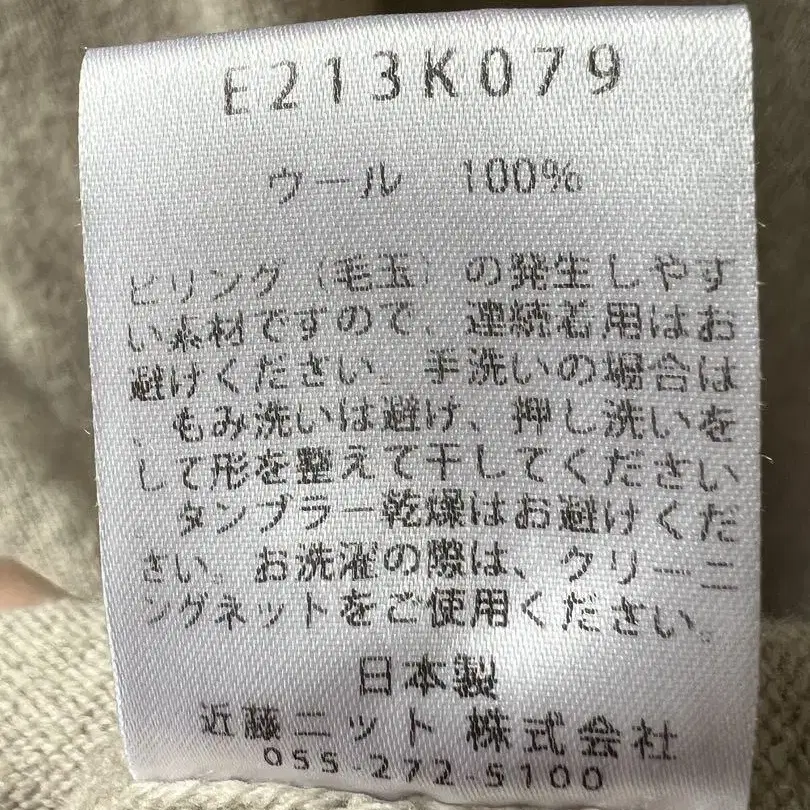 E213K079
ウール 100%
ピリング（毛玉）の発生しやす
い素材ですので、連続着用はお
避けください。手洗いの場合は
、もみ洗いは避け、押し洗いを
して形を整えて干してください
。タンブラー乾燥はお避けくだ
さい。お洗濯の際は、クリーニ
ングネットをご使用ください。
日本製
近藤ニット 株式会社
055-272-5100